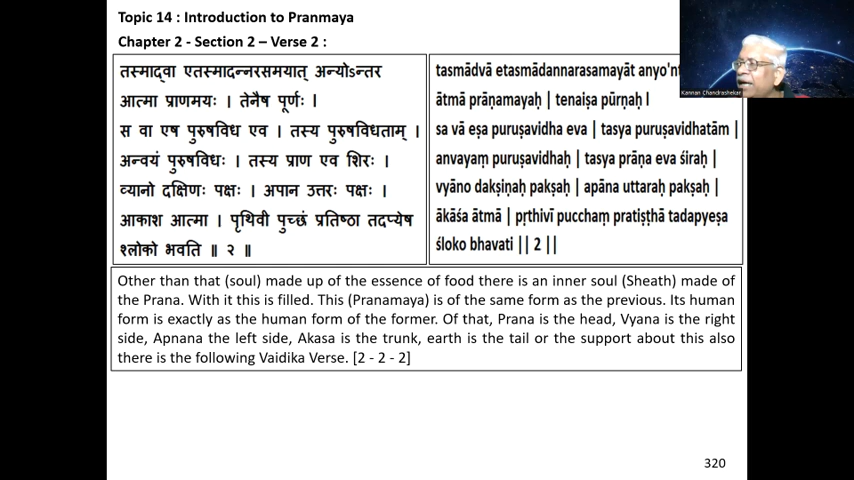 Topic 14 : Introduction to Pranmaya
Chapter 2 - Section 2 – Verse 2 :
तस्माद्वा एतस्मादन्नरसमयात् अन्योऽन्तर
आत्मा प्राणमयः । तेनैष पूर्णः ।
स वा एष पुरुषविध एव । तस्य पुरुषविधताम् ।
अन्वयं पुरुषविधः । तस्य प्राण एव शिरः ।
व्यानो दक्षिणः पक्षः । अपान उत्तरः पक्षः ।
आकाश आत्मा । पृथिवी पुच्छं प्रतिष्ठा तदप्येष
श्लोको भवति ॥ २ ॥
tasmādvā etasmādannarasamayāt
ātmā prāṇamayaḥ | tenaiṣa pūrṇaḥ l
sa vā eṣa puruṣavidha eva | tasya puruṣavidhatām |
anvayaṃ puruṣavidhaḥ | tasya prāṇa eva śiraḥ |
vyāno dakṣiṇaḥ pakṣaḥ | apāna uttaraḥ pakṣaḥ |
ākāśa ātmā | pṛthivī pucchaṃ pratiṣṭhā tadapyeṣa
śloko bhavati || 2 ||
Other than that (soul) made up of the essence of food there is an inner soul (Sheath) made of
the Prana. With it this is filled. This (Pranamaya) is of the same form as the previous. Its human
form is exactly as the human form of the former. Of that, Prana is the head, Vyana is the right
side, Apnana the left side, Akasa is the trunk, earth is the tail or the support about this also
there is the following Vaidika Verse. [2 - 2 - 2]
320
Kannan Chandrashekar